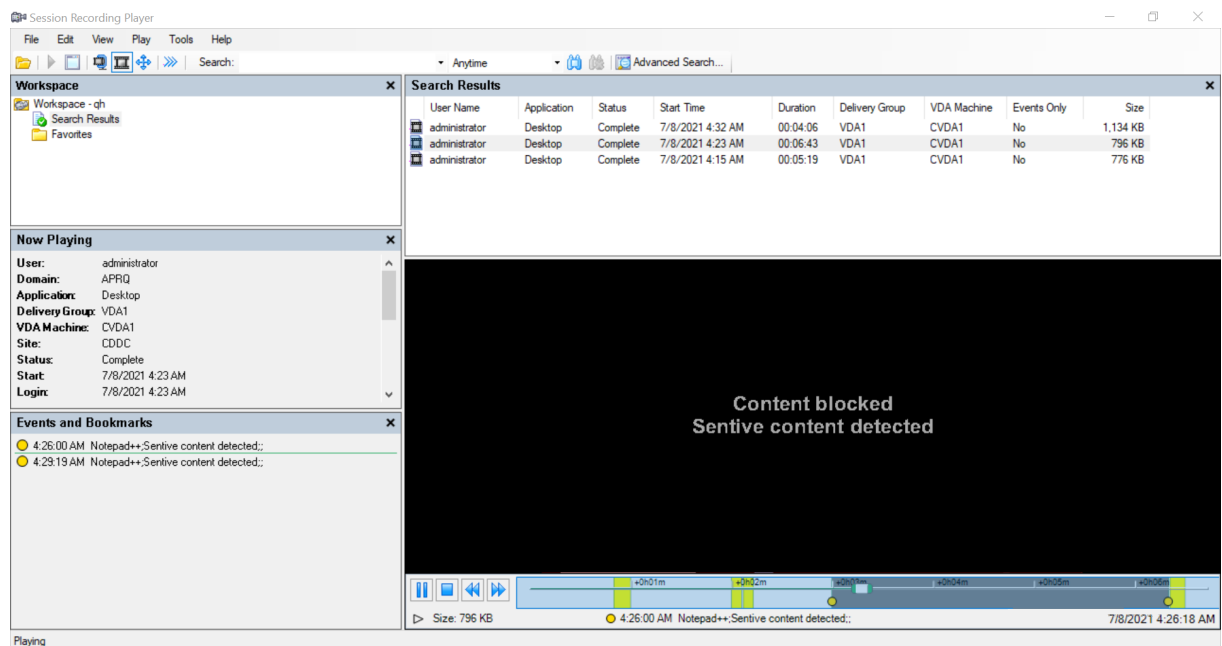 Session Recording Player
File Edit View Play Tools Help
Search: Anytime Advanced Search...
Workspace
Workspace - qh
Search Results
Favorites
Search Results
User Name Application Status Start Time Duration Delivery Group VDA Machine Events Only Size
administrator Desktop Complete 7/8/2021 4:32 AM 00:04:06 VDA1 CVDA1 No 1,134 KB
administrator Desktop Complete 7/8/2021 4:23 AM 00:06:43 VDA1 CVDA1 No 796 KB
administrator Desktop Complete 7/8/2021 4:15 AM 00:05:19 VDA1 CVDA1 No 776 KB
Now Playing
User: administrator
Domain: APRQ
Application: Desktop
Delivery Group: VDA1
VDA Machine: CVDA1
Site: CDDC
Status: Complete
Start: 7/8/2021 4:23 AM
Login: 7/8/2021 4:23 AM
Events and Bookmarks
4:26:00 AM Notepad++;Sentive content detected;;
4:29:19 AM Notepad++;Sentive content detected;;
Content blocked
Sentive content detected
+0h01m +0h02m +0h03m +0h04m +0h05m +0h06m
Size: 796 KB 4:26:00 AM Notepad++;Sentive content detected;; 7/8/2021 4:26:18 AM
Playing